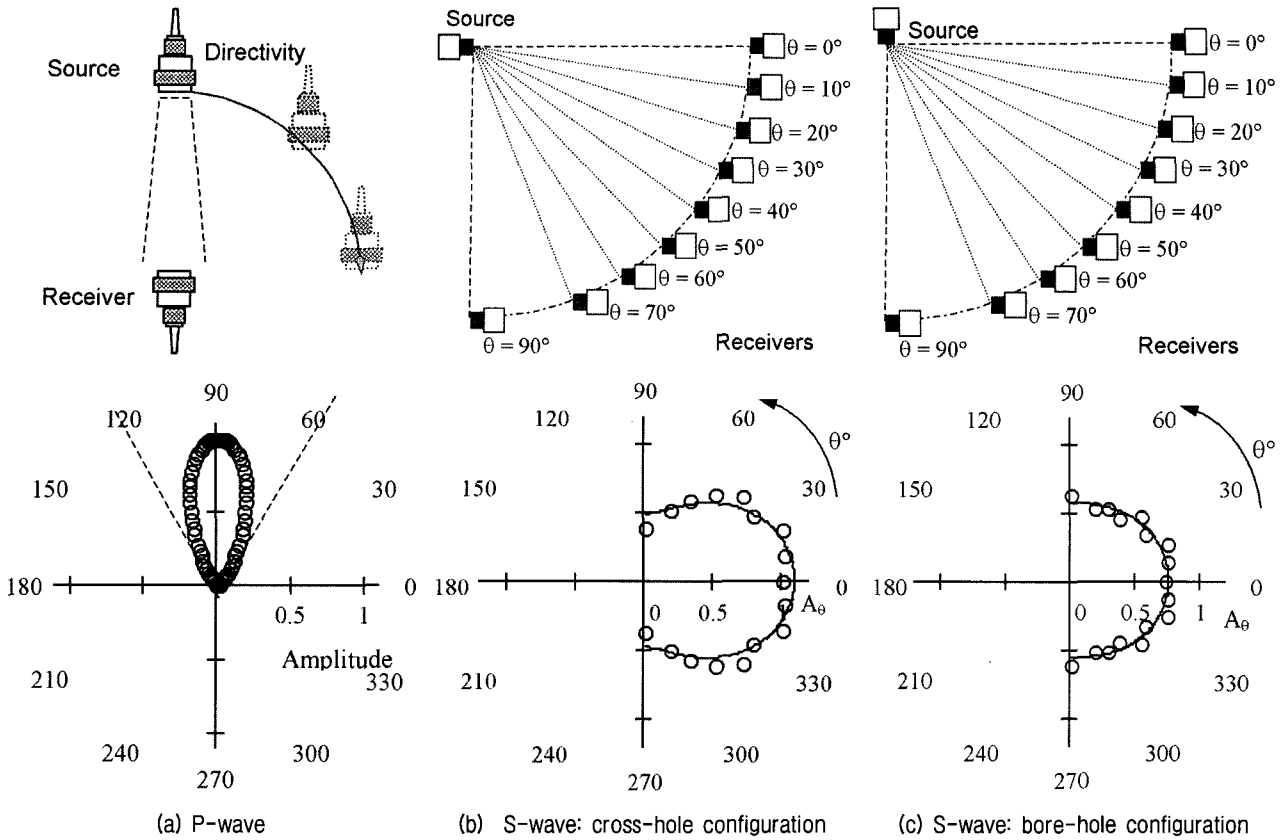 Source
Directivity
Receiver
Source
θ = 0°
θ = 10°
θ = 20°
θ = 30°
θ = 40°
θ = 50°
θ = 60°
θ = 70°
θ = 90°
Receivers
Source
θ = 0°
θ = 10°
θ = 20°
θ = 30°
θ = 40°
θ = 50°
θ = 60°
θ = 70°
θ = 90°
Receivers
90
120
60
150
30
180
0
0.5
1
Amplitude
210
330
240
300
270
90
120
60
θ°
150
30
180
0
0
0.5
1
Aθ
210
330
240
300
270
90
120
60
θ°
150
30
180
0
0
0.5
1
Aθ
210
330
240
300
270
(a) P-wave
(b) S-wave: cross-hole configuration
(c) S-wave: bore-hole configuration